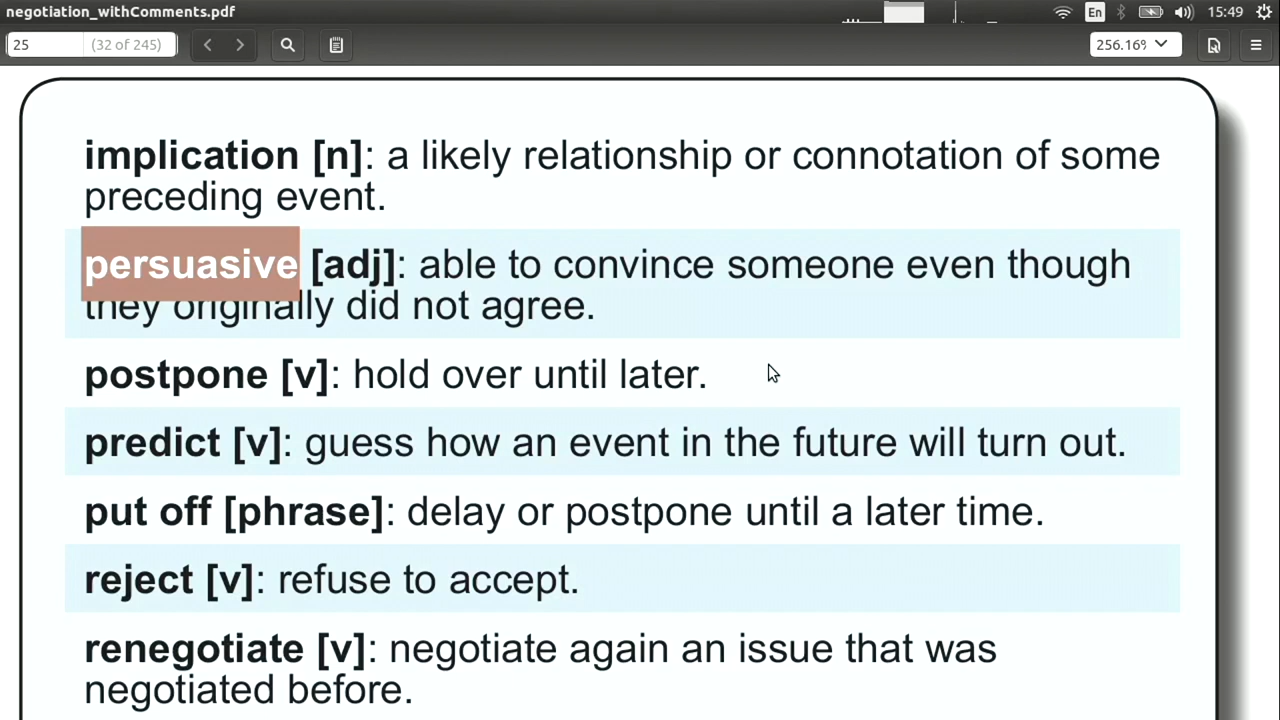 negotiation_withComments.pdf
En
15:49
25 (32 of 245)
256.16%
implication [n]: a likely relationship or connotation of some
preceding event.
persuasive [adj]: able to convince someone even though
they originally did not agree.
postpone [v]: hold over until later.
predict [v]: guess how an event in the future will turn out.
put off [phrase]: delay or postpone until a later time.
reject [v]: refuse to accept.
renegotiate [v]: negotiate again an issue that was
negotiated before.